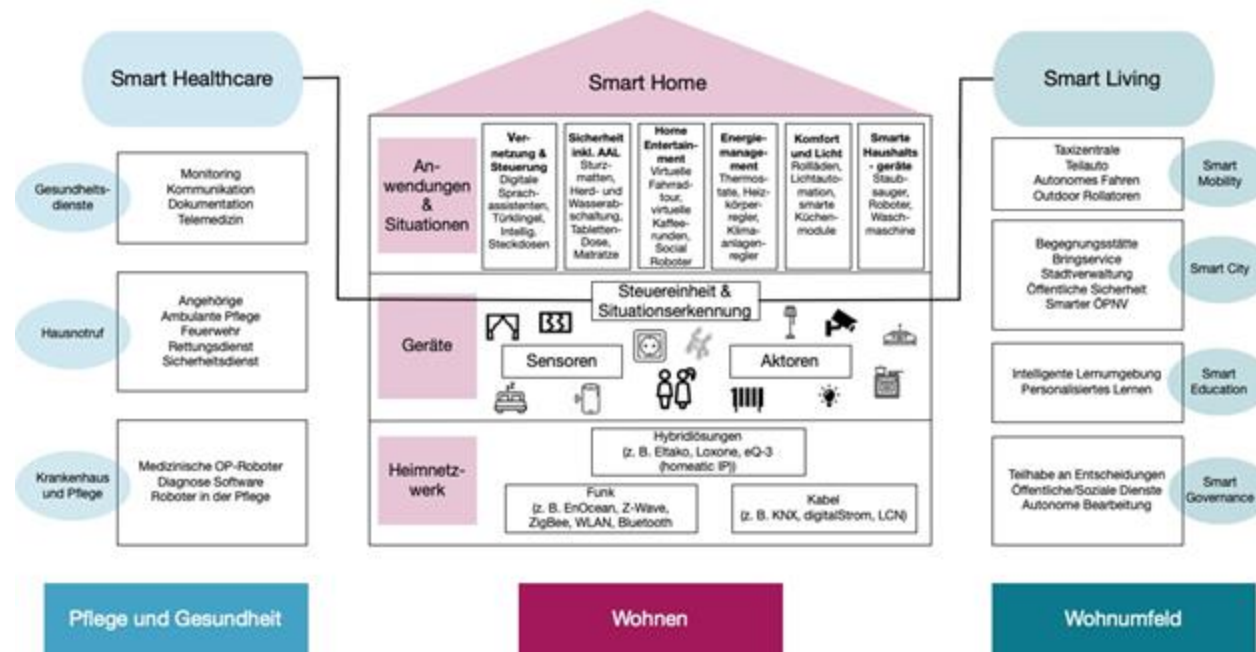 Smart Healthcare
Gesundheits-
dienste
Monitoring
Kommunikation
Dokumentation
Telemedizin
Hausnotruf
Angehörige
Ambulante Pflege
Feuerwehr
Rettungsdienst
Sicherheitsdienst
Krankenhaus
und Pflege
Medizinische OP-Roboter
Diagnose Software
Roboter in der Pflege
Pflege und Gesundheit
Smart Home
An-
wendungen
&
Situationen
Ver-
netzung &
Steuerung
Digitale
Sprach-
assistenten,
Türklingel,
Intellig,
Steckdosen
Sicherheit
inkl. AAL
Sturz-
matten,
Herd- und
Wasserab-
schaltung,
Tabletten-
Dose,
Matratze
Home
Entertain-
ment
Virtuelle
Fahrrad-
tour,
virtuelle
Kaffee-
runden,
Social
Roboter
Energie-
manage-
ment
Thermos-
tate, Heiz-
körper-
regler,
Klima-
anlagen-
regler
Komfort
und Licht
Rollläden,
Lichtauto-
mation,
smarte
Küchen-
module
Smarte
Haushalts
- geräte
Staub-
sauger,
Roboter,
Wasch-
maschine
Geräte
Steuereinheit &
Situationserkennung
Sensoren
Aktoren
Heimnetz-
werk
Hybridlösungen
(z. B. Eltako, Loxone, eQ-3
(homeatic IP))
Funk
(z. B. EnOcean, Z-Wave,
ZigBee, WLAN, Bluetooth
Kabel
(z. B. KNX, digitalStrom, LCN)
Wohnen
Smart Living
Taxizentrale
Teilauto
Autonomes Fahren
Outdoor Rollatoren
Smart
Mobility
Begegnungsstätte
Bringservice
Stadtverwaltung
Öffentliche Sicherheit
Smarter ÖPNV
Smart City
Intelligente Lernumgebung
Personalisiertes Lernen
Smart
Education
Teilhabe an Entscheidungen
Öffentliche/Soziale Dienste
Autonome Bearbeitung
Smart
Governance
Wohnumfeld